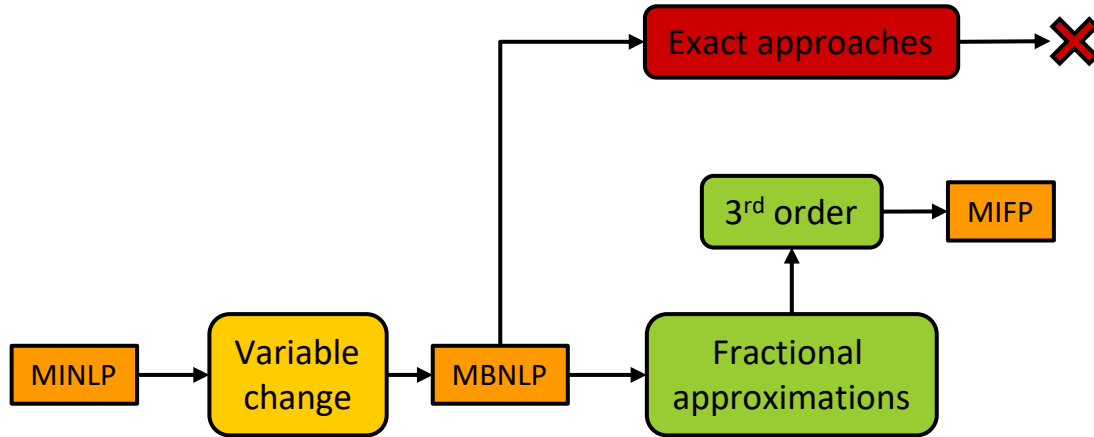 Exact approaches
3rd order
MIFP
MINLP
Variable
change
MBNLP
Fractional
approximations